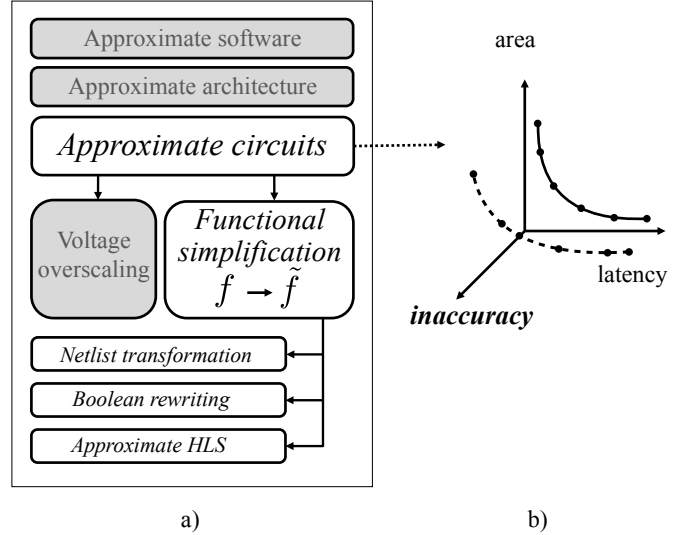 Approximate software
Approximate architecture
Approximate circuits
Voltage
overscaling
Functional
simplification
f → f̃
Netlist transformation
Boolean rewriting
Approximate HLS
a)
area
latency
inaccuracy
b)